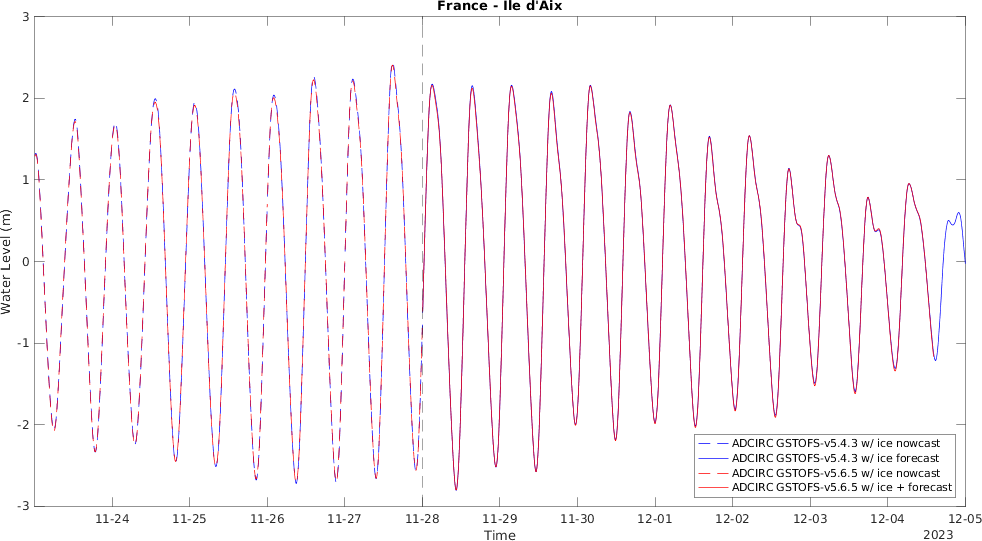 France - Ile d'Aix
3
2
1
0
-1
-2
-3
Water Level (m)
11-24
11-25
11-26
11-27
11-28
11-29
11-30
12-01
12-02
12-03
12-04
12-05
Time
2023
ADCIRC GSTOFS-v5.4.3 w/ ice nowcast
ADCIRC GSTOFS-v5.4.3 w/ ice forecast
ADCIRC GSTOFS-v5.6.5 w/ ice nowcast
ADCIRC GSTOFS-v5.6.5 w/ ice + forecast